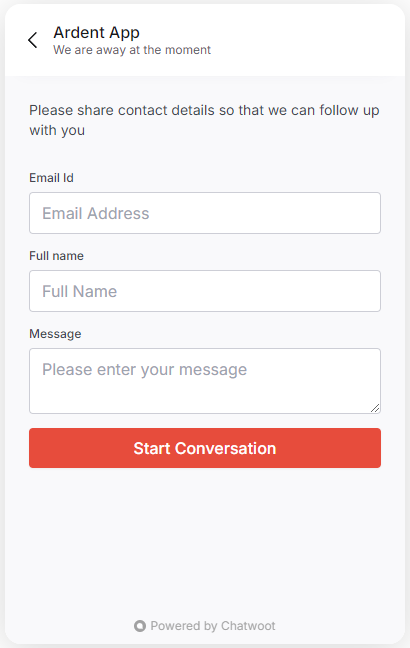 Ardent App
We are away at the moment
Please share contact details so that we can follow up
with you
Email Id
Email Address
Full name
Full Name
Message
Please enter your message
Start Conversation
Powered by Chatwoot